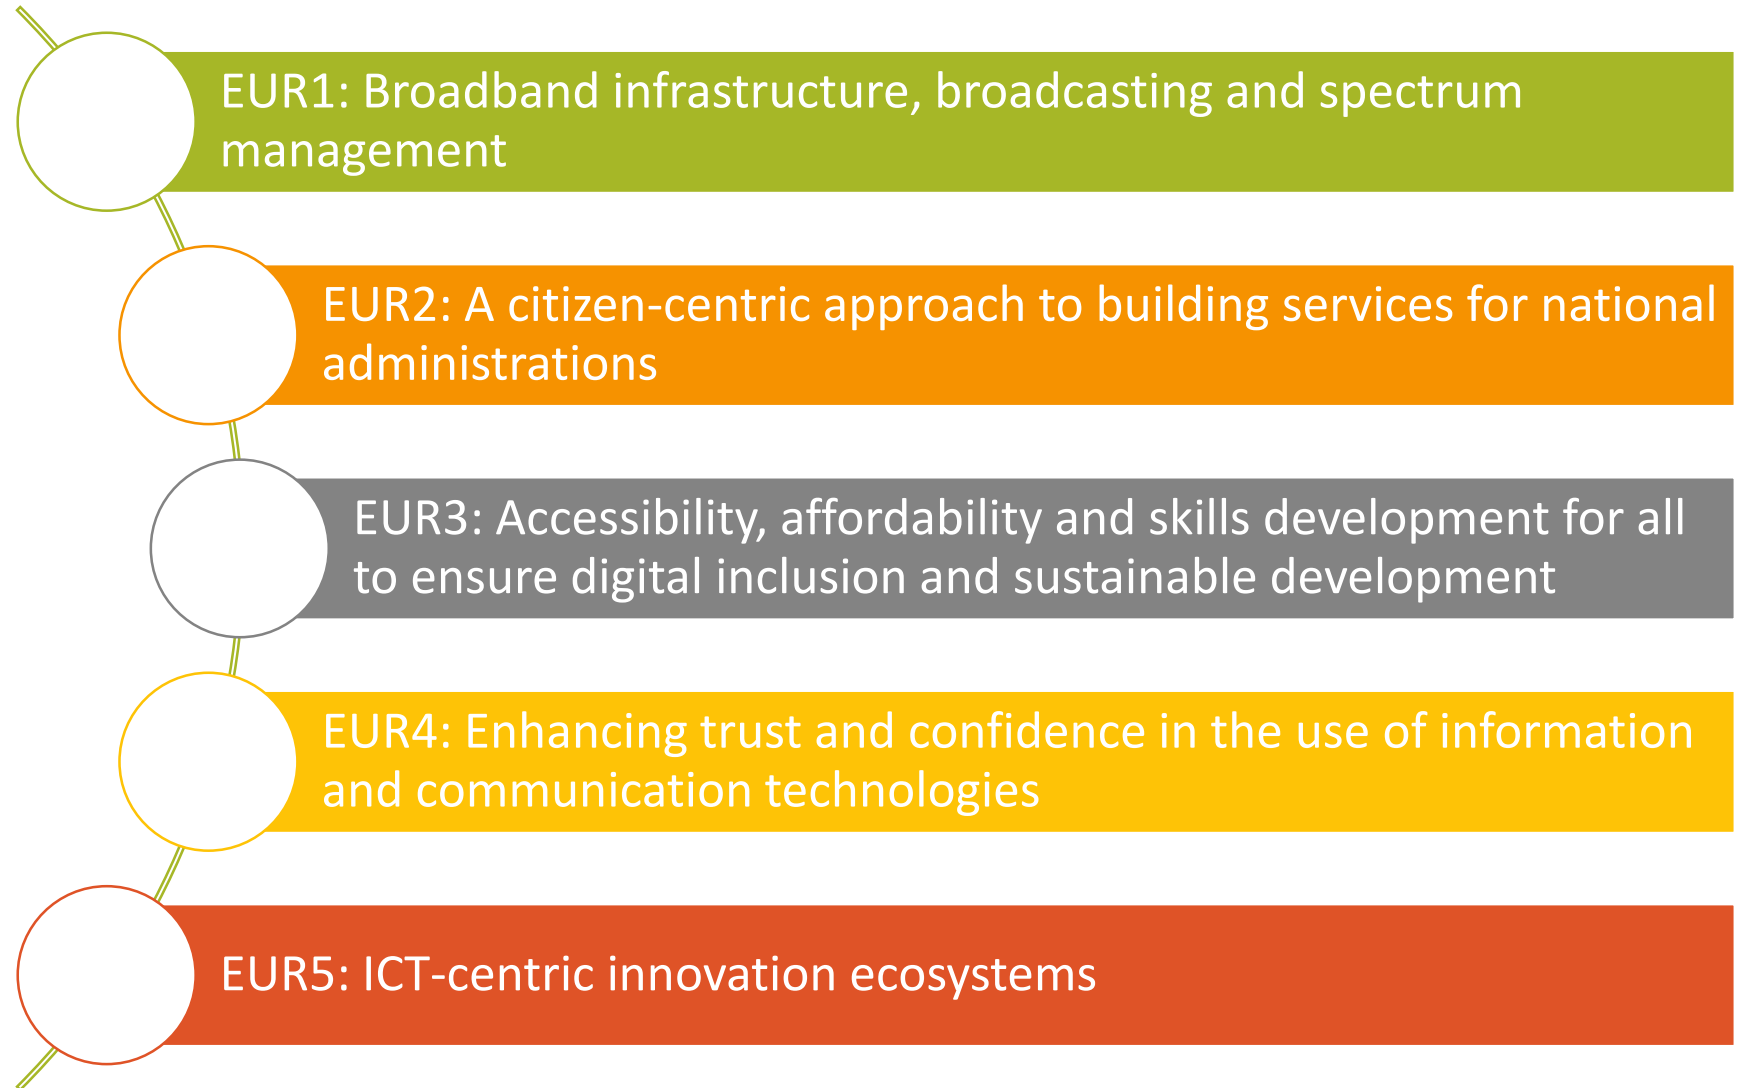 EUR1: Broadband infrastructure, broadcasting and spectrum
management
EUR2: A citizen-centric approach to building services for national
administrations
EUR3: Accessibility, affordability and skills development for all
to ensure digital inclusion and sustainable development
EUR4: Enhancing trust and confidence in the use of information
and communication technologies
EUR5: ICT-centric innovation ecosystems